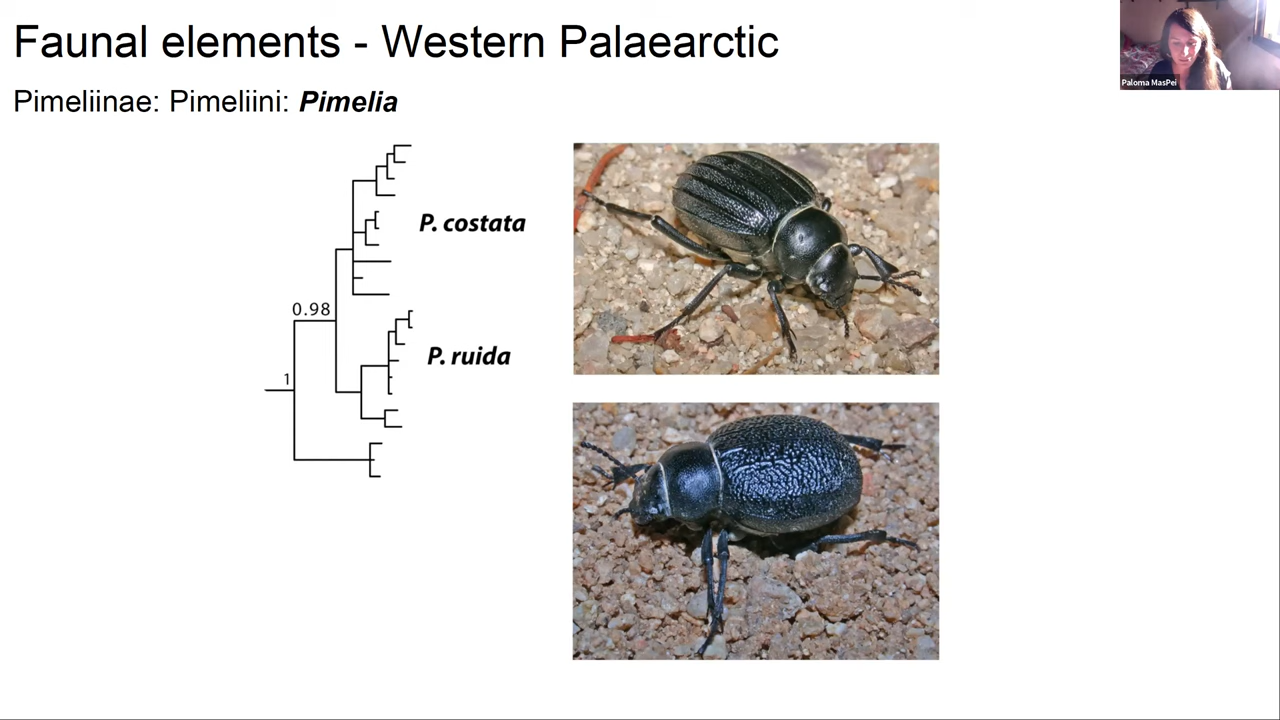 Faunal elements - Western Palaearctic
Paloma MasPei
Pimeliinae: Pimeliini: Pimelia
P. costata
0.98
P. ruida
1